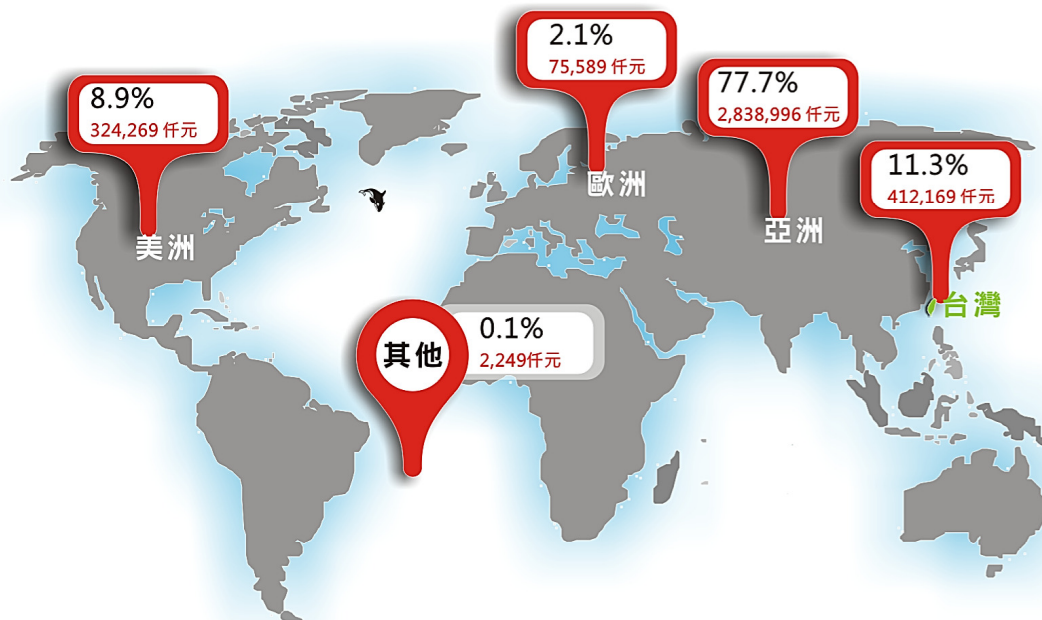 2.1%
75,589 仟元
8.9%
324,269 仟元
77.7%
2,838,996 仟元
11.3%
412,169 仟元
歐洲
亞洲
美洲
台灣
其他
0.1%
2,249仟元